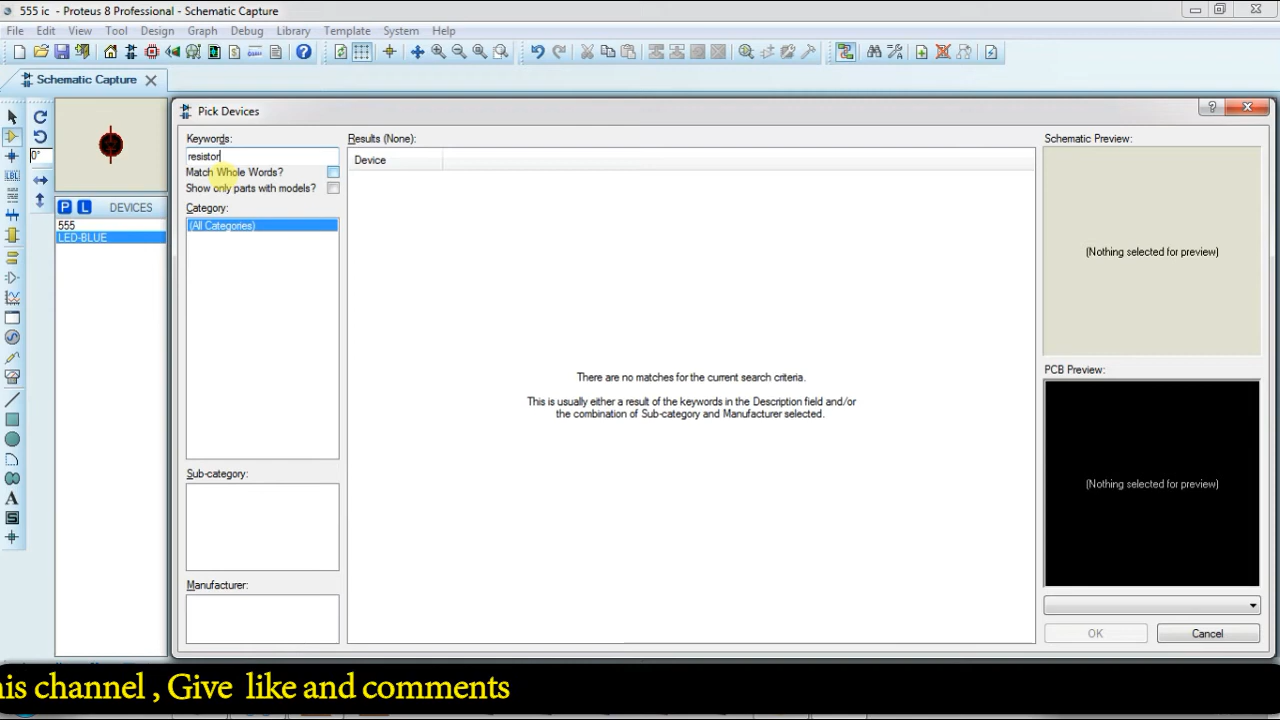 555 ic - Proteus 8 Professional - Schematic Capture
File Edit View Tool Design Graph Debug Library Template System Help
Schematic Capture
Pick Devices
Keywords:
resistor
Match Whole Words?
Show only parts with models?
Category:
(All Categories)
Sub-category:
Manufacturer:
Results (None):
Device
There are no matches for the current search criteria.
This is usually either a result of the keywords in the Description field and/or
the combination of Sub-category and Manufacturer selected.
Schematic Preview:
(Nothing selected for preview)
PCB Preview:
(Nothing selected for preview)
OK Cancel
0°
LBL
P L DEVICES
555
LED-BLUE
A
S
his channel , Give like and comments